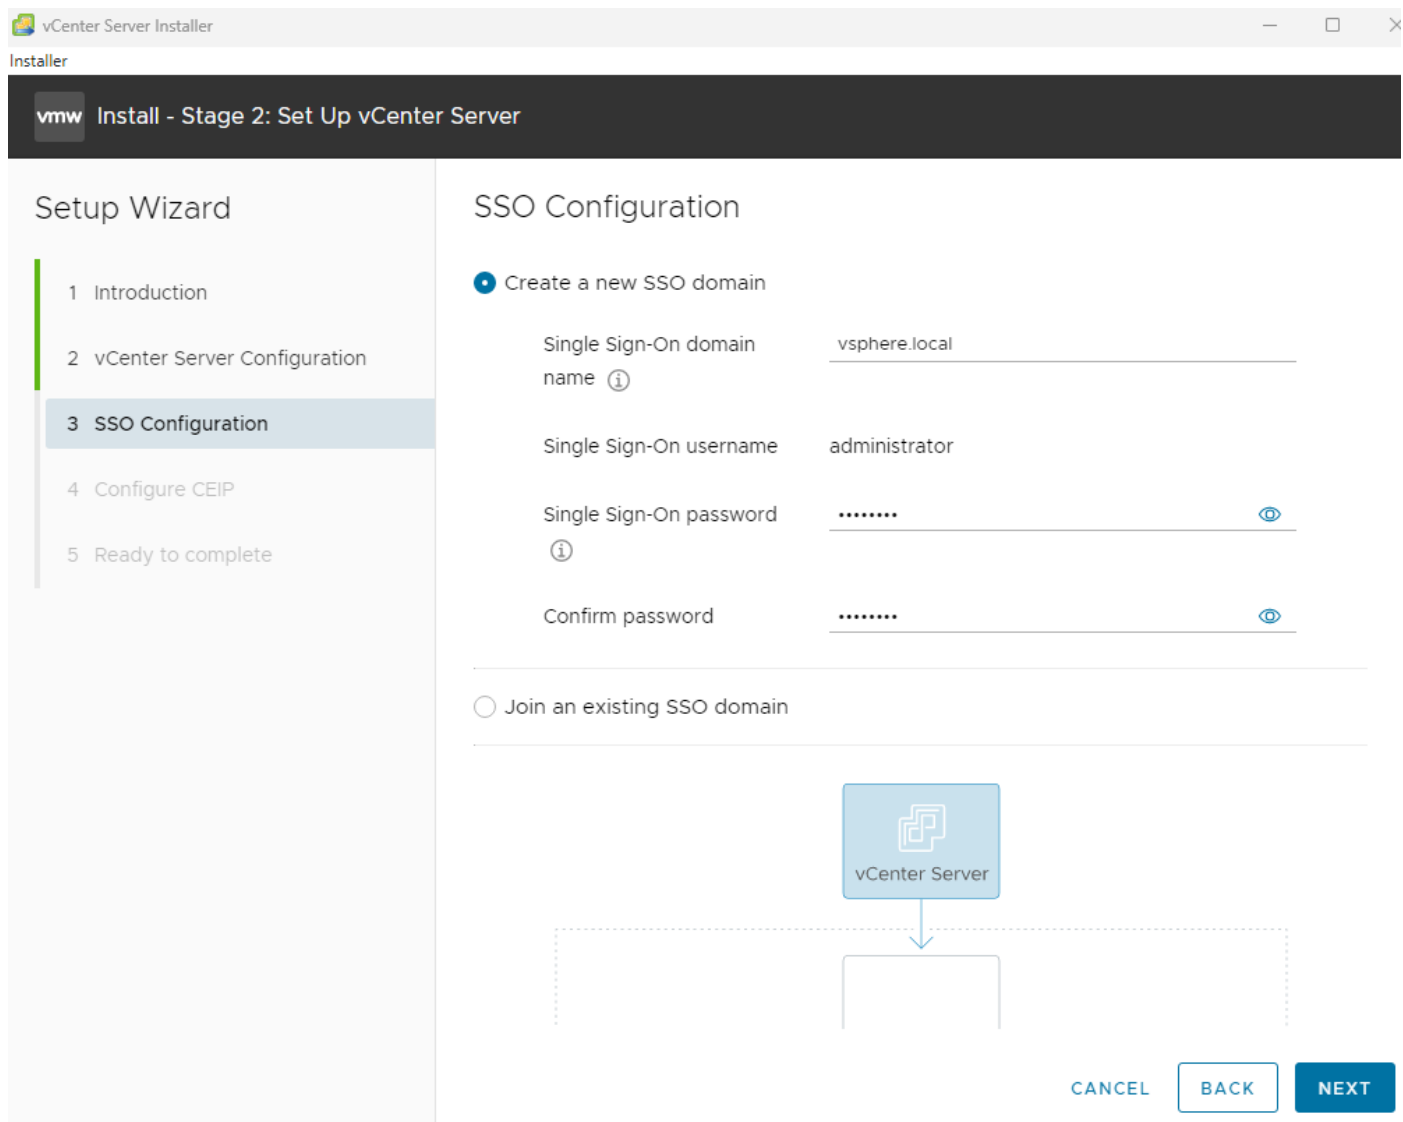 vCenter Server Installer
Installer
vmw Install - Stage 2: Set Up vCenter Server
Setup Wizard
1 Introduction
2 vCenter Server Configuration
3 SSO Configuration
4 Configure CEIP
5 Ready to complete
SSO Configuration
Create a new SSO domain
Single Sign-On domain
name
vsphere.local
Single Sign-On username
administrator
Single Sign-On password
••••••••
Confirm password
••••••••
Join an existing SSO domain
vCenter Server
CANCEL
BACK
NEXT